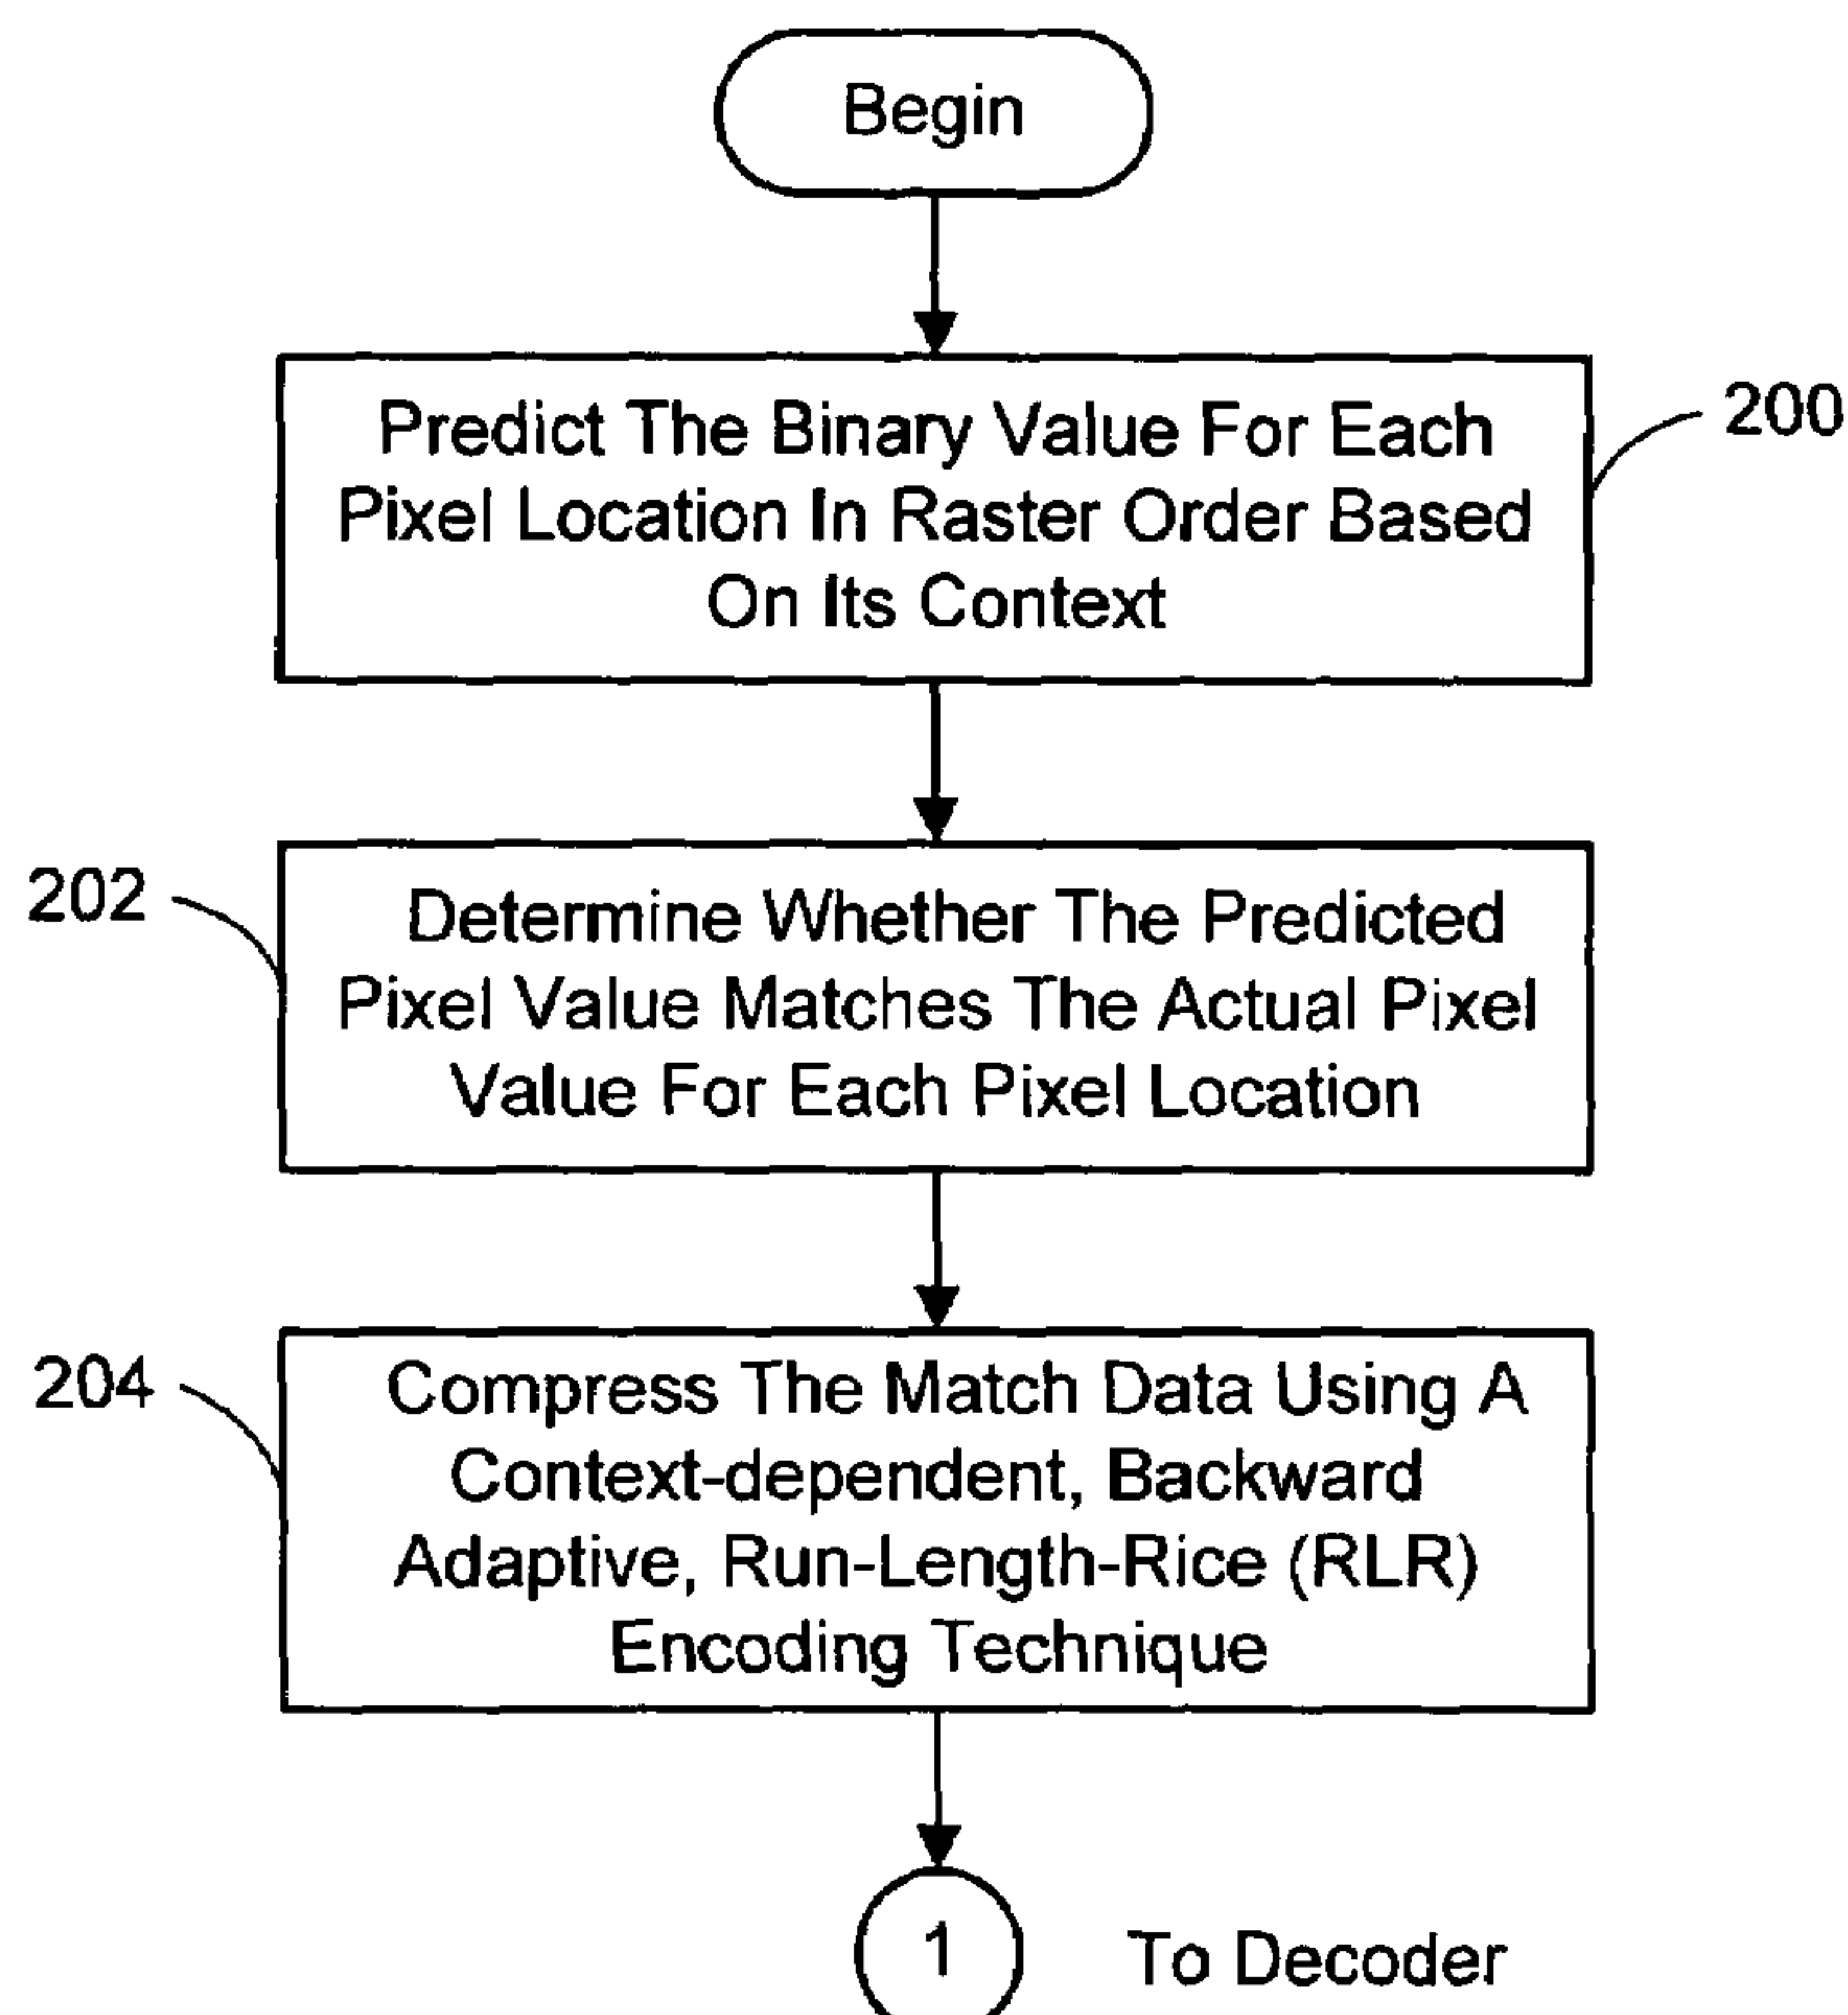 Begin
Predict The Binary Value For Each
Pixel Location In Raster Order Based
On Its Context
200
202
Determine Whether The Predicted
Pixel Value Matches The Actual Pixel
Value For Each Pixel Location
204
Compress The Match Data Using A
Context-dependent, Backward
Adaptive, Run-Length-Rice (RLR)
Encoding Technique
1
To Decoder